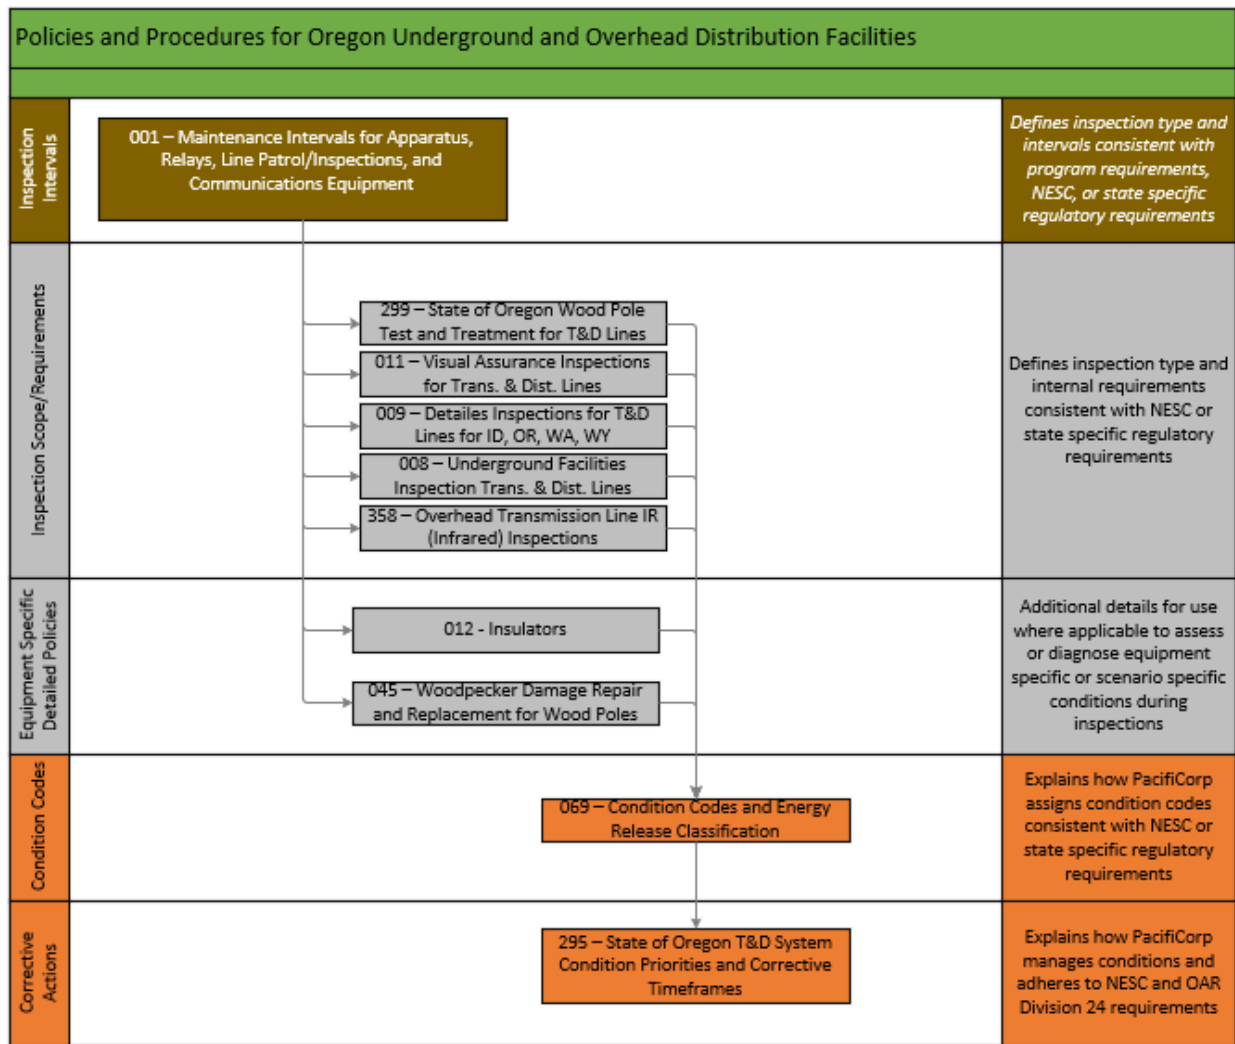 Policies and Procedures for Oregon Underground and Overhead Distribution Facilities
Inspection
Intervals
001 – Maintenance Intervals for Apparatus,
Relays, Line Patrol/Inspections, and
Communications Equipment
Defines inspection type and
intervals consistent with
program requirements,
NESC, or state specific
regulatory requirements
Inspection Scope/Requirements
299 – State of Oregon Wood Pole
Test and Treatment for T&D Lines
011 – Visual Assurance Inspections
for Trans. & Dist. Lines
009 – Detailes Inspections for T&D
Lines for ID, OR, WA, WY
008 – Underground Facilities
Inspection Trans. & Dist. Lines
358 – Overhead Transmission Line IR
(Infrared) Inspections
Defines inspection type and
internal requirements
consistent with NESC or
state specific regulatory
requirements
Equipment Specific
Detailed Policies
012 - Insulators
045 – Woodpecker Damage Repair
and Replacement for Wood Poles
Additional details for use
where applicable to assess
or diagnose equipment
specific or scenario specific
conditions during
inspections
Condition Codes
069 – Condition Codes and Energy
Release Classification
Explains how PacifiCorp
assigns condition codes
consistent with NESC or
state specific regulatory
requirements
Corrective
Actions
295 – State of Oregon T&D System
Condition Priorities and Corrective
Timeframes
Explains how PacifiCorp
manages conditions and
adheres to NESC and OAR
Division 24 requirements